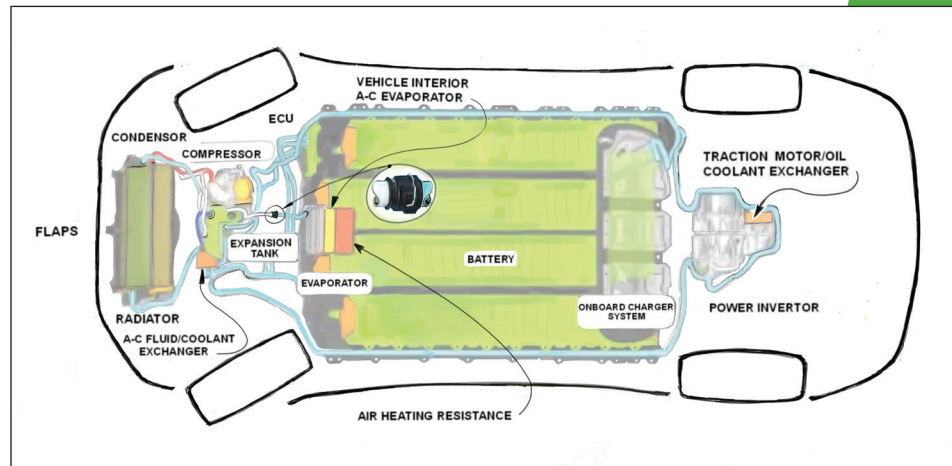 VEHICLE INTERIOR
A-C EVAPORATOR
ECU
CONDENSOR
COMPRESSOR
TRACTION MOTOR/OIL
COOLANT EXCHANGER
FLAPS
EXPANSION
TANK
BATTERY
EVAPORATOR
ONBOARD CHARGER
SYSTEM
POWER INVERTOR
RADIATOR
A-C FLUID/COOLANT
EXCHANGER
AIR HEATING RESISTANCE